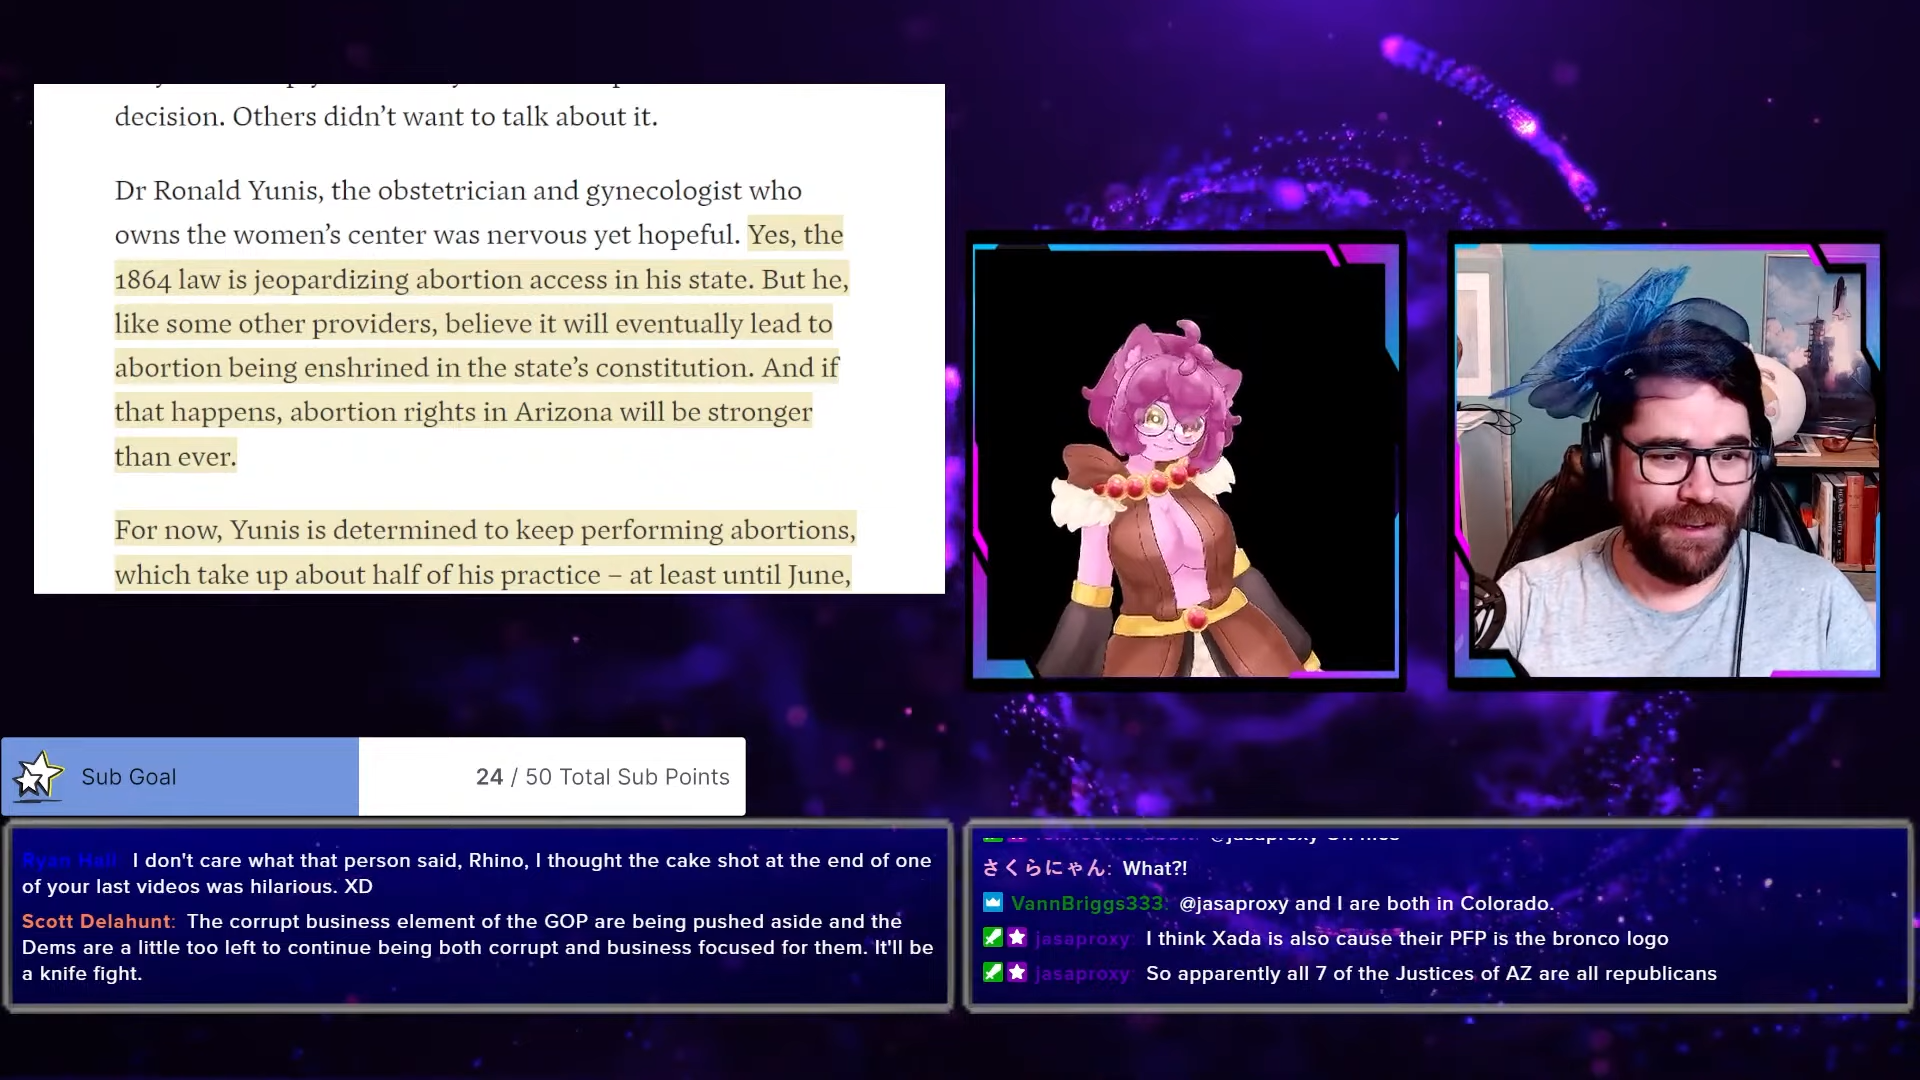 decision. Others didn’t want to talk about it.
Dr Ronald Yunis, the obstetrician and gynecologist who
owns the women’s center was nervous yet hopeful. Yes, the
1864 law is jeopardizing abortion access in his state. But he,
like some other providers, believe it will eventually lead to
abortion being enshrined in the state’s constitution. And if
that happens, abortion rights in Arizona will be stronger
than ever.
For now, Yunis is determined to keep performing abortions,
which take up about half of his practice – at least until June,
Sub Goal
24 / 50 Total Sub Points
Ryan Hall I don't care what that person said, Rhino, I thought the cake shot at the end of one
of your last videos was hilarious. XD
Scott Delahunt: The corrupt business element of the GOP are being pushed aside and the
Dems are a little too left to continue being both corrupt and business focused for them. It'll be
a knife fight.
さくらにゃん: What?!
VannBriggs333: @jasaproxy and I are both in Colorado.
jasaproxy: I think Xada is also cause their PFP is the bronco logo
jasaproxy: So apparently all 7 of the Justices of AZ are all republicans